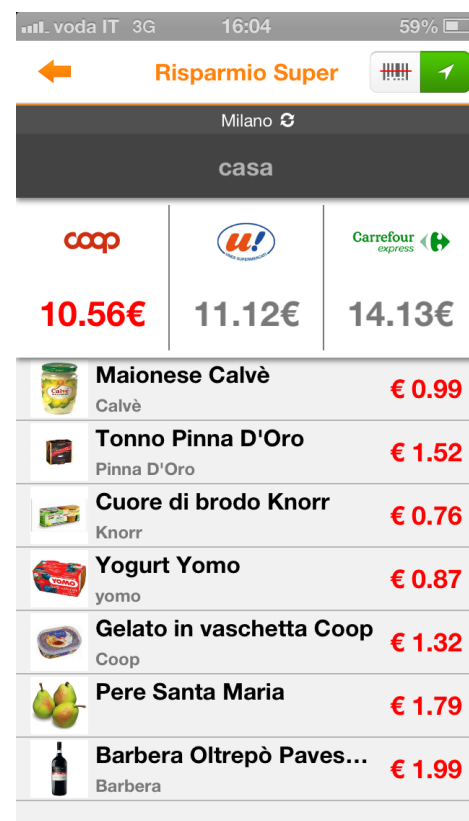 voda IT 3G 16:04 59%
Risparmio Super
Milano
casa
coop
u!
UNES SUPERMERCATI
Carrefour
express
10.56€ 11.12€ 14.13€
Maionese Calvè
Calvè
€ 0.99
Tonno Pinna D'Oro
Pinna D'Oro
€ 1.52
Cuore di brodo Knorr
Knorr
€ 0.76
Yogurt Yomo
yomo
€ 0.87
YOMO
Gelato in vaschetta Coop
Coop
€ 1.32
Pere Santa Maria
€ 1.79
Barbera Oltrepò Paves...
Barbera
€ 1.99